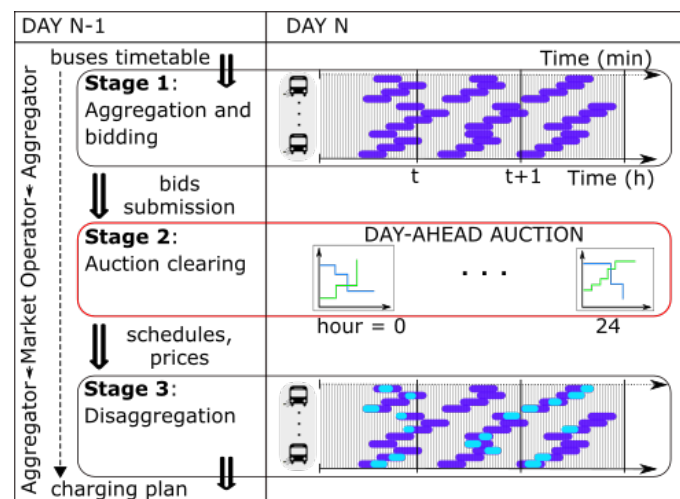 DAY N-1
DAY N
buses timetable
Time (min)
Stage 1:
Aggregation and
bidding
t
t+1
Time (h)
bids
submission
Stage 2:
Auction clearing
DAY-AHEAD AUCTION
. . .
hour = 0
24
schedules,
prices
Stage 3:
Disaggregation
charging plan
Aggregator Market Operator Aggregator